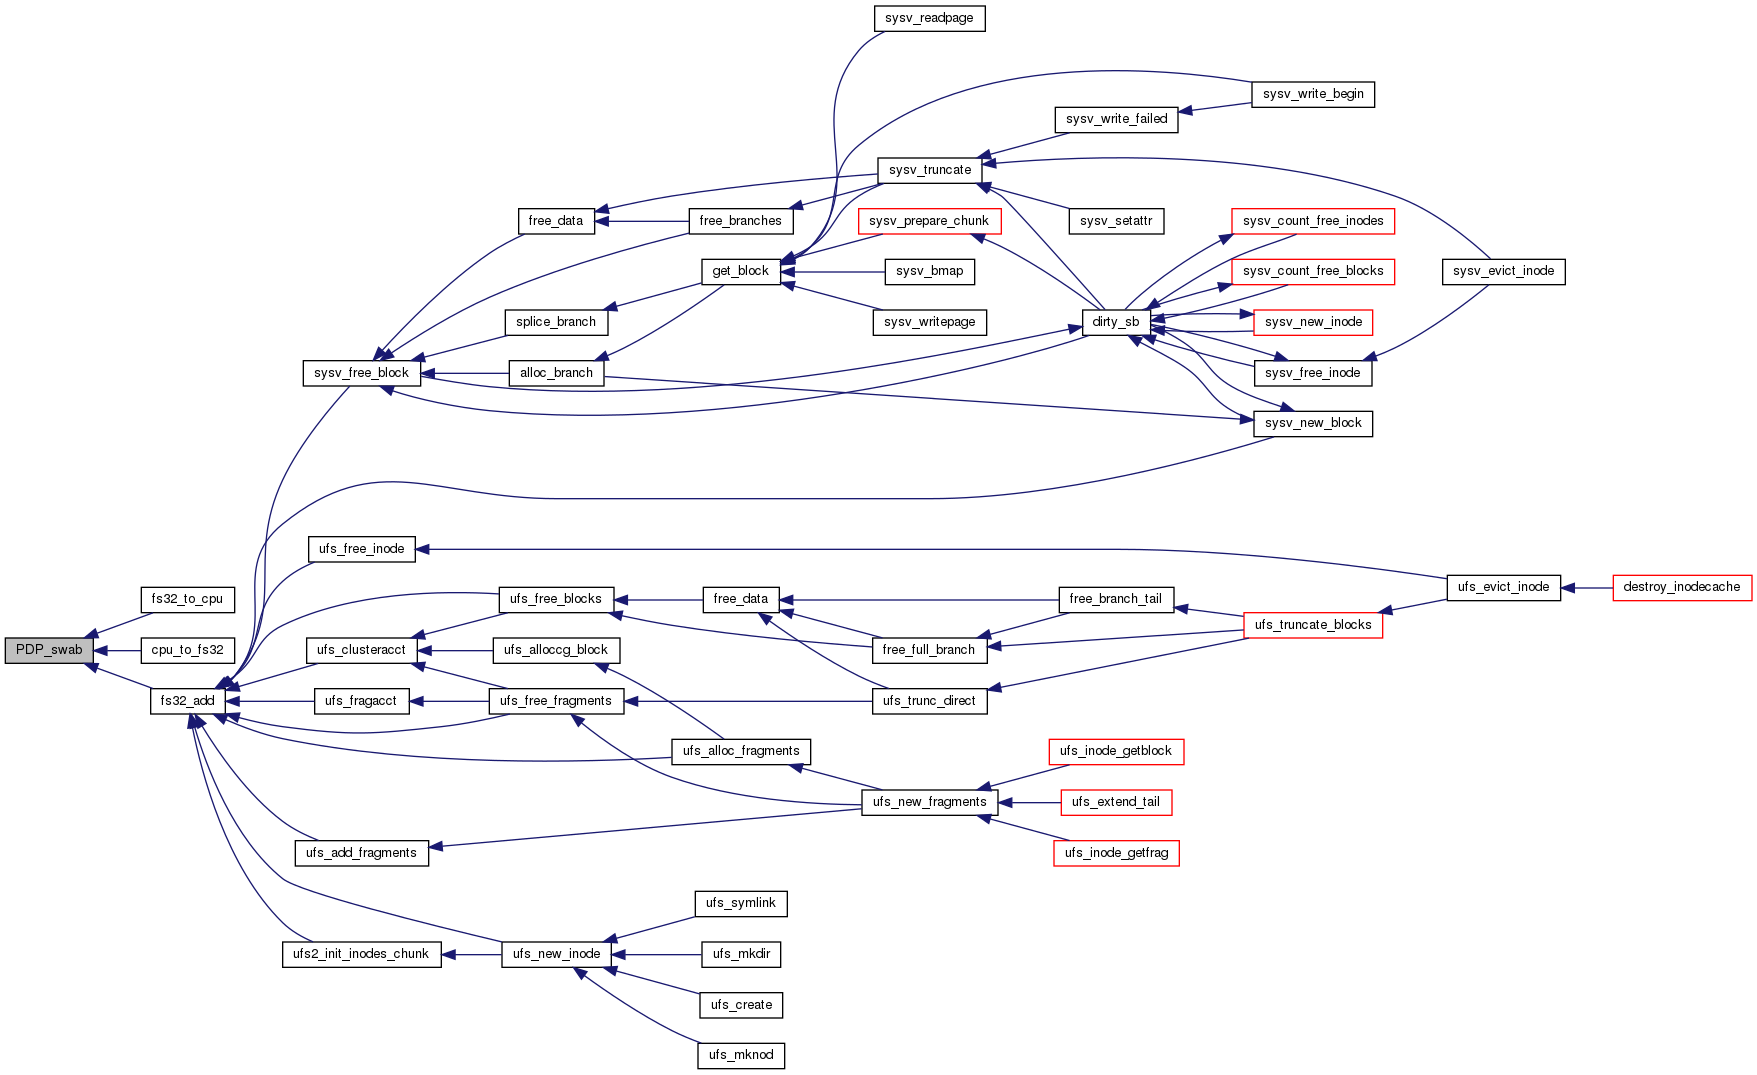 sysv_readpage
sysv_write_begin
sysv_write_failed
sysv_truncate
free_data
free_branches
sysv_prepare_chunk
sysv_setattr
sysv_count_free_inodes
get_block
sysv_bmap
sysv_count_free_blocks
sysv_evict_inode
splice_branch
sysv_writepage
dirty_sb
sysv_new_inode
sysv_free_block
alloc_branch
sysv_free_inode
sysv_new_block
ufs_free_inode
fs32_to_cpu
ufs_free_blocks
free_data
free_branch_tail
ufs_evict_inode
destroy_inodecache
ufs_truncate_blocks
PDP_swab
cpu_to_fs32
ufs_clusteracct
ufs_alloccg_block
free_full_branch
fs32_add
ufs_fragacct
ufs_free_fragments
ufs_trunc_direct
ufs_alloc_fragments
ufs_inode_getblock
ufs_new_fragments
ufs_extend_tail
ufs_add_fragments
ufs_inode_getfrag
ufs_symlink
ufs2_init_inodes_chunk
ufs_new_inode
ufs_mkdir
ufs_create
ufs_mknod